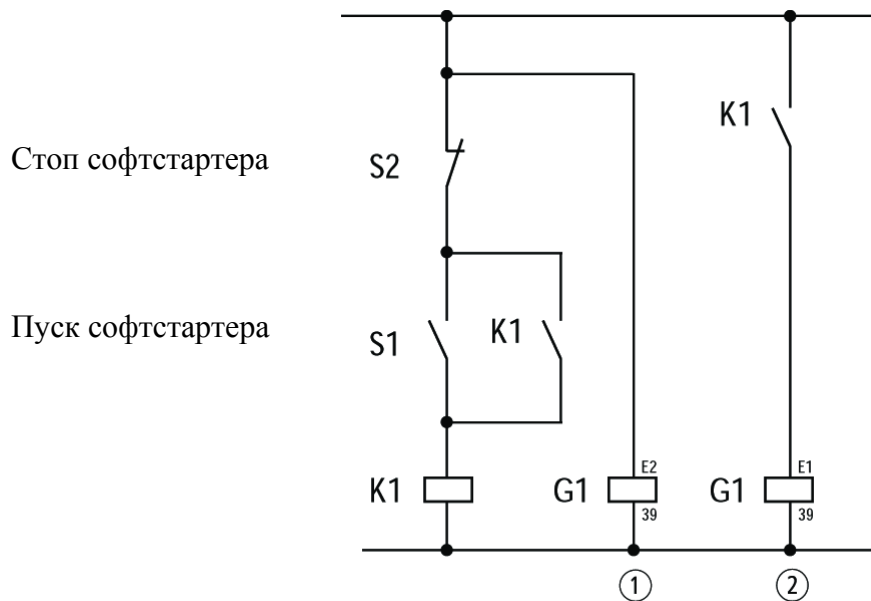 K1
Стоп софтстартера
S2
Пуск софтстартера
S1
K1
K1
G1
E2
39
G1
E1
39
1
2